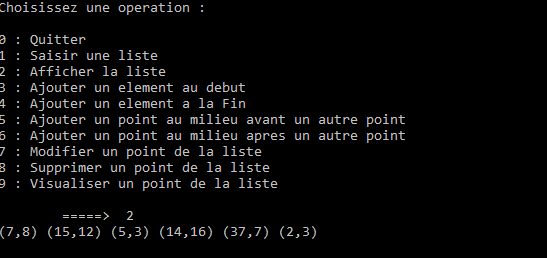 Choisissez une operation :
0 : Quitter
1 : Saisir une liste
2 : Afficher la liste
3 : Ajouter un element au debut
4 : Ajouter un element a la Fin
5 : Ajouter un point au milieu avant un autre point
6 : Ajouter un point au milieu apres un autre point
7 : Modifier un point de la liste
8 : Supprimer un point de la liste
9 : Visualiser un point de la liste
=====> 2
(7,8) (15,12) (5,3) (14,16) (37,7) (2,3)